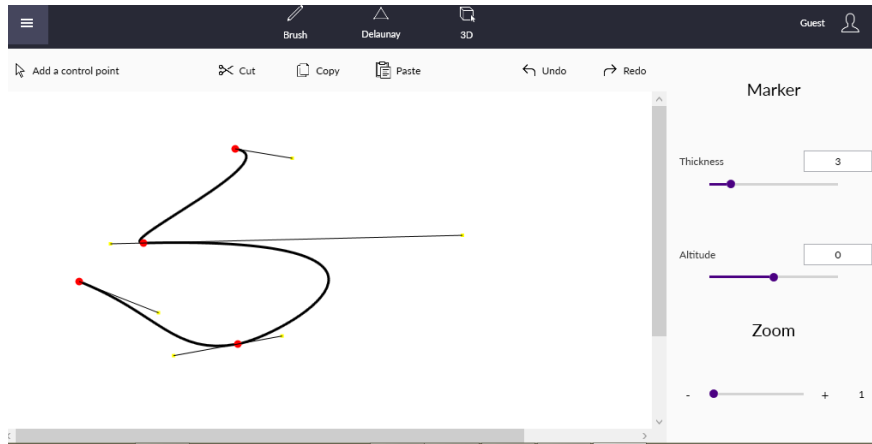 Brush Delaunay 3D Guest
Add a control point Cut Copy Paste Undo Redo
Marker
Thickness 3
Altitude 0
Zoom
- + 1